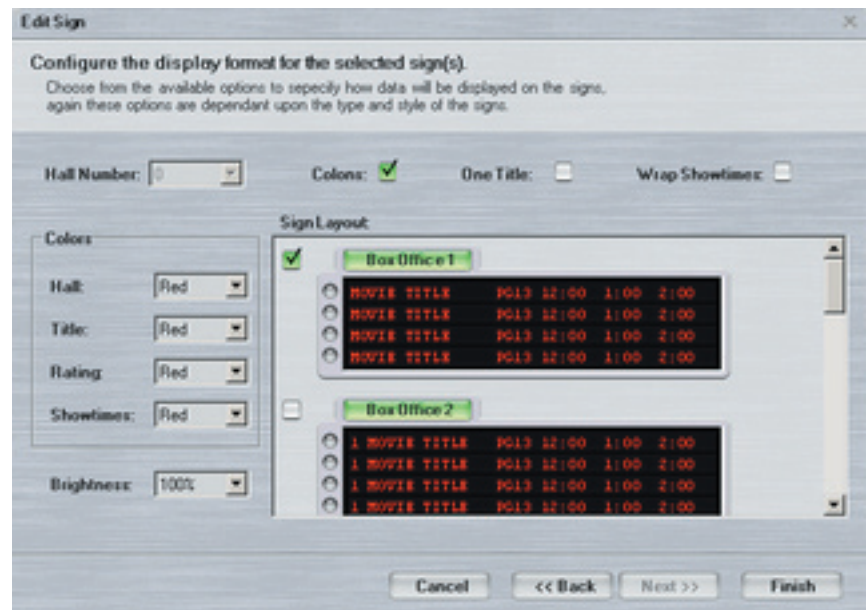 Edit Sign
Configure the display format for the selected sign(s).
Choose from the available options to sepecify how data will be displayed on the signs,
again these options are dependant upon the type and style of the signs.
Hall Number: 0 Colons: One Title: Wrap Showtimes:
Sign Layout:
Colors
Hall: Red
Title: Red
Rating: Red
Showtimes: Red
Brightness: 100%
Box Office 1
MOVIE TITLE PG13 12:00 1:00 2:00
MOVIE TITLE PG13 12:00 1:00 2:00
MOVIE TITLE PG13 12:00 1:00 2:00
MOVIE TITLE PG13 12:00 1:00 2:00
Box Office 2
1 MOVIE TITLE PG13 12:00 1:00 2:00
1 MOVIE TITLE PG13 12:00 1:00 2:00
1 MOVIE TITLE PG13 12:00 1:00 2:00
1 MOVIE TITLE PG13 12:00 1:00 2:00
Cancel << Back Next >> Finish